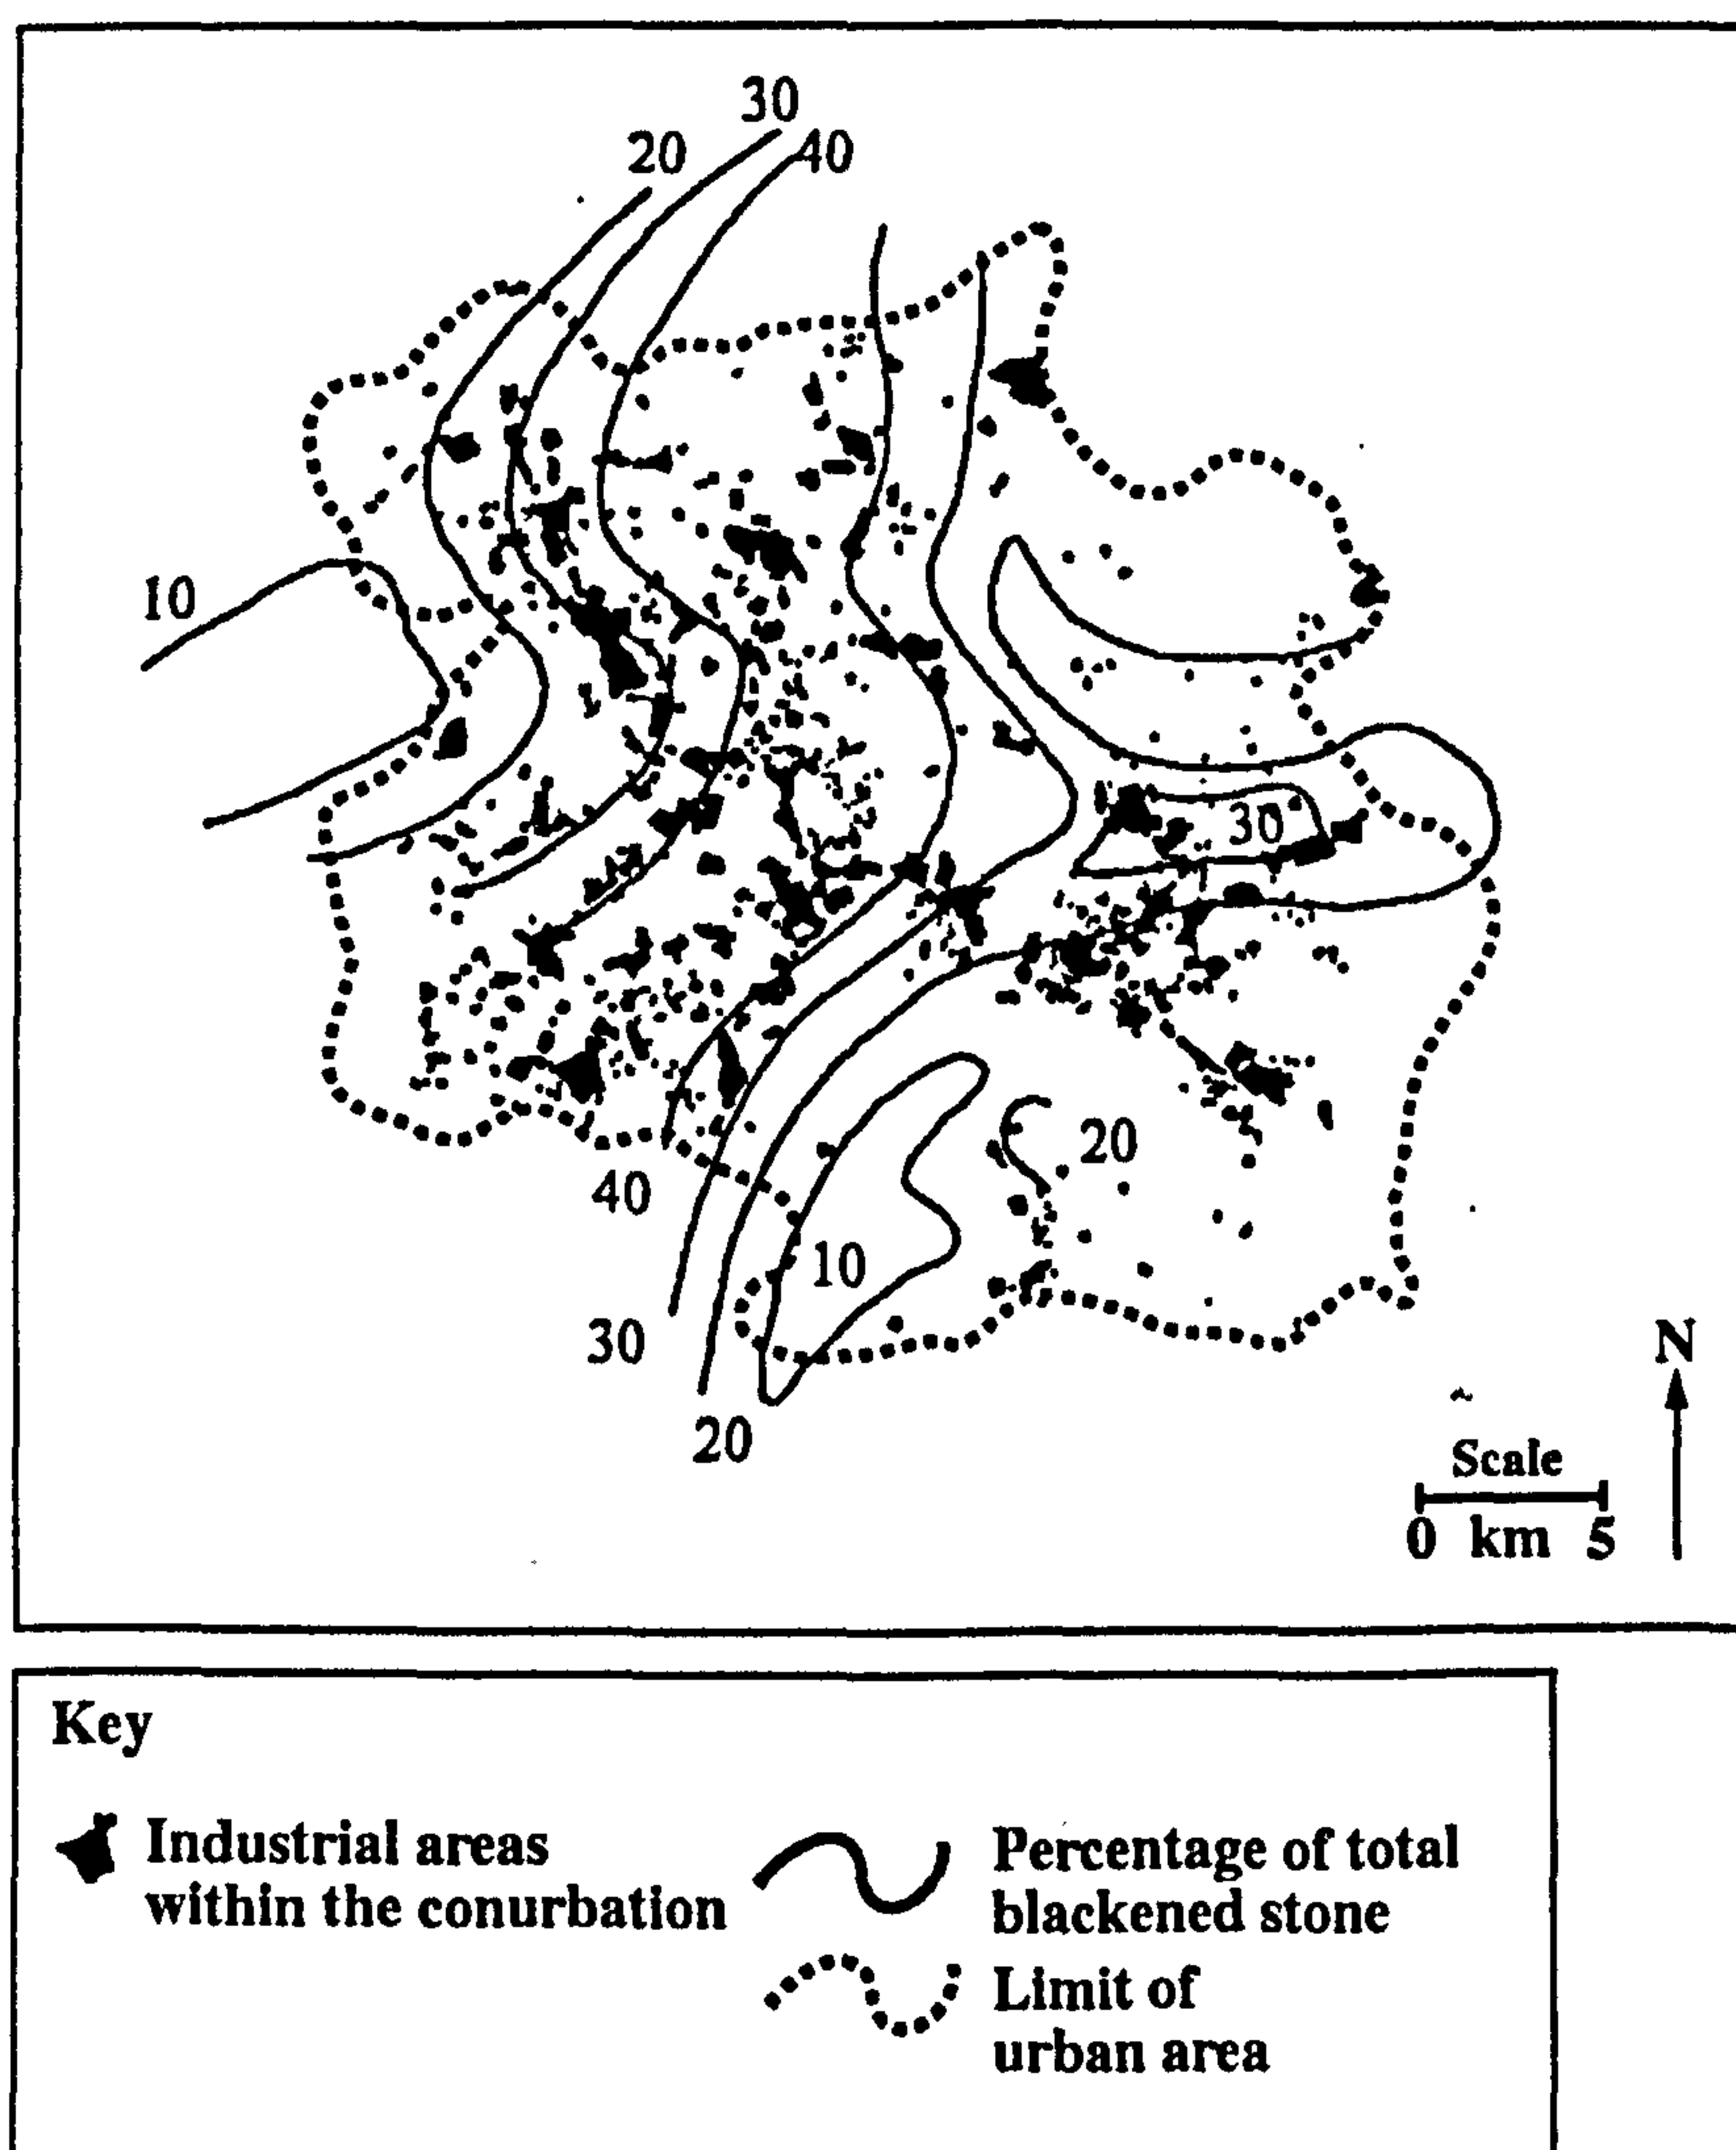 30
20
40
10
30
20
40
10
30
20
N
Scale
0 km 5
Key
Industrial areas
within the conurbation
Percentage of total
blackened stone
Limit of
urban area